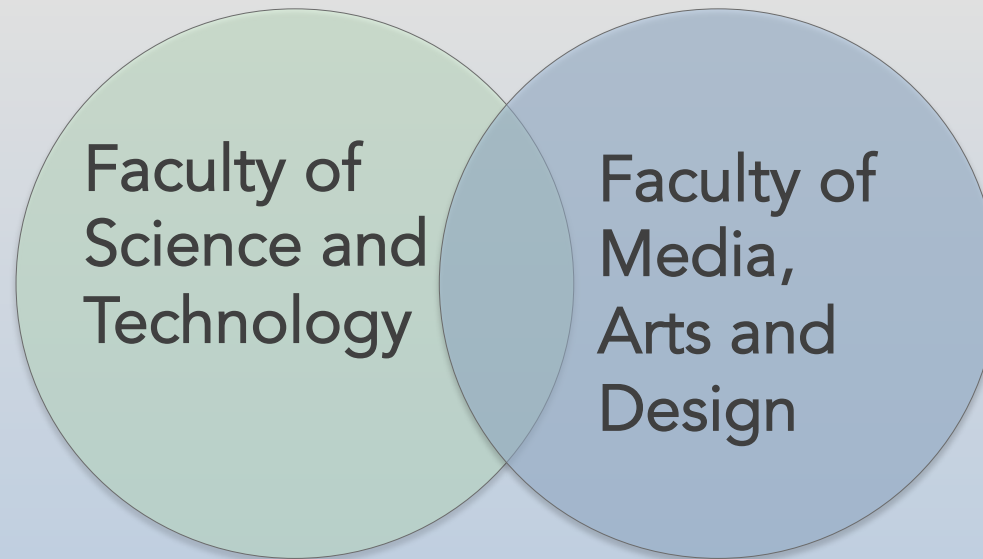 Faculty of
Science and
Technology
Faculty of
Media,
Arts and
Design